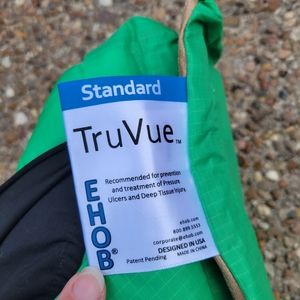 Standard
TruVue™
EHOB®
Recommended for prevention
and treatment of Pressure
Ulcers and Deep Tissue Injury.
ehob.com
800.899.5553
corporate@ehob.com
DESIGNED IN USA
MADE IN CHINA
Patent Pending